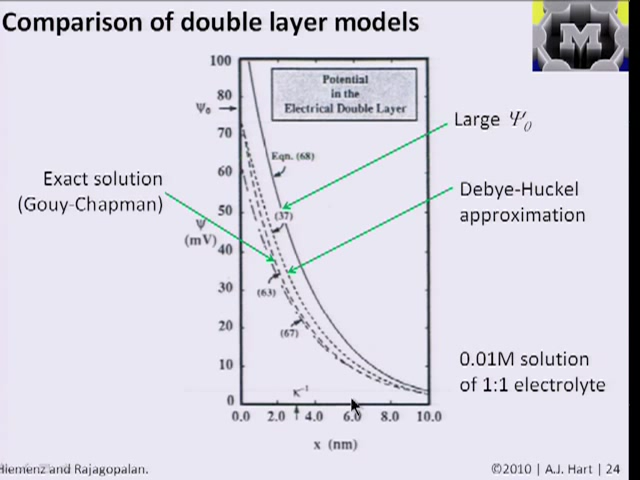 Comparison of double layer models
M
Potential
in the
Electrical Double Layer
100
80
Ψ₀
70
60
50
Ψ
(mV)
40
30
20
10
0
Eqn. (68)
(37)
(63)
(67)
κ⁻¹
0.0 2.0 4.0 6.0 8.0 10.0
x (nm)
Exact solution
(Gouy-Chapman)
Large Ψ₀
Debye-Huckel
approximation
0.01M solution
of 1:1 electrolyte
Hiemenz and Rajagopalan.
©2010 | A.J. Hart | 24